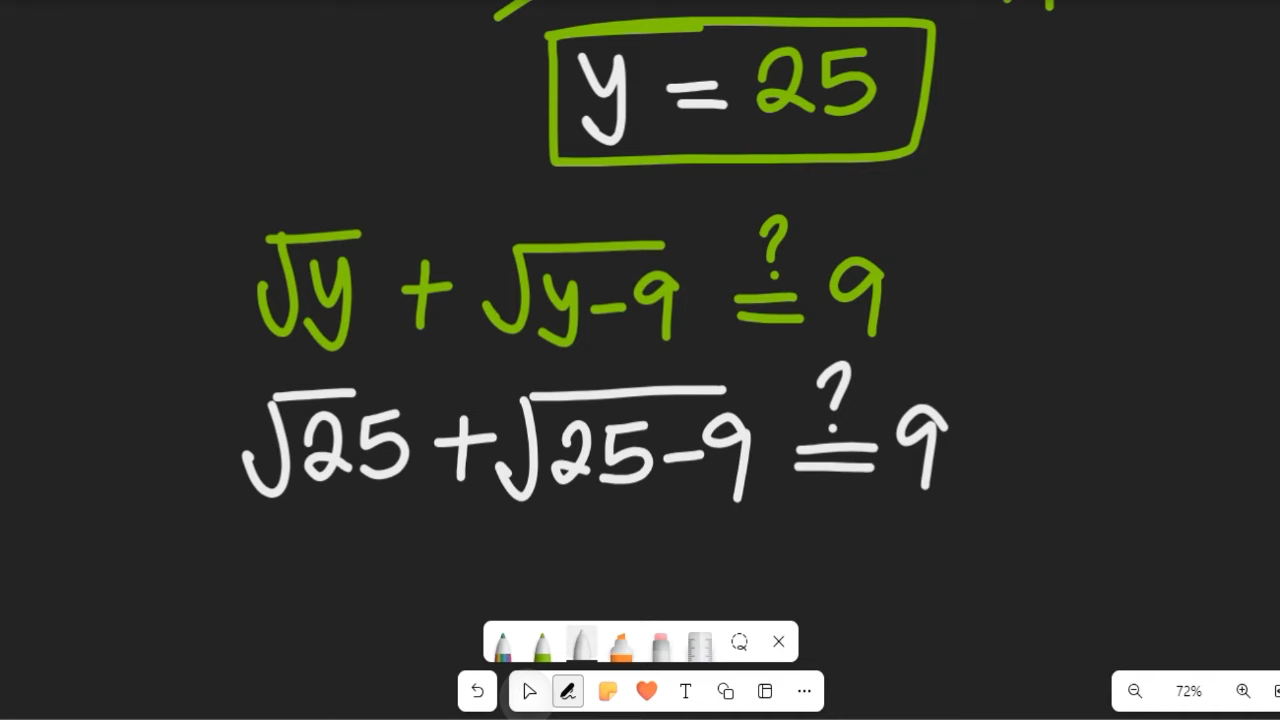 y = 25
√y + √y-9 ?= 9
√25 + √25-9 ?= 9
T
72%